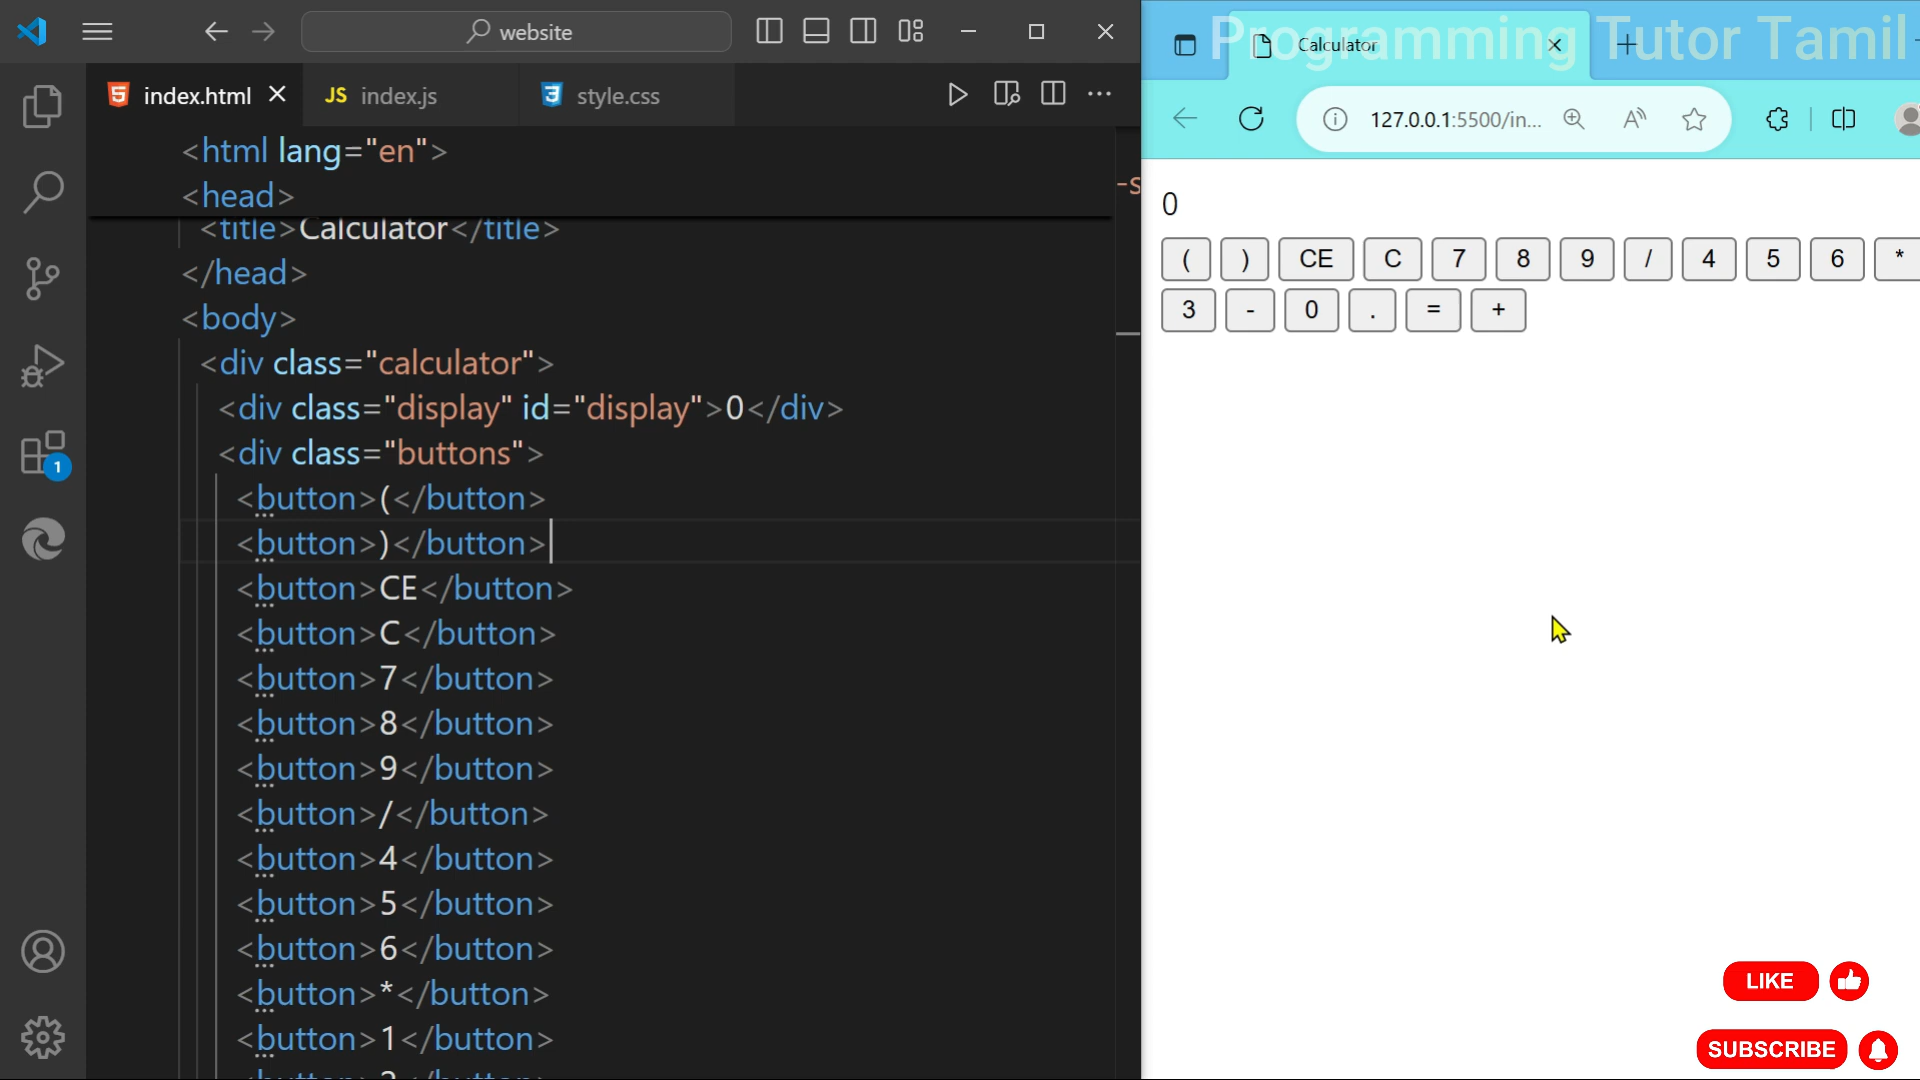 website
index.html
JS index.js
style.css
<html lang="en">
<head>
<title>Calculator</title>
</head>
<body>
<div class="calculator">
<div class="display" id="display">0</div>
<div class="buttons">
<button>(</button>
<button>)</button>
<button>CE</button>
<button>C</button>
<button>7</button>
<button>8</button>
<button>9</button>
<button>/</button>
<button>4</button>
<button>5</button>
<button>6</button>
<button>*</button>
<button>1</button>
1
-s
Programming Tutor Tamil
Calculator
127.0.0.1:5500/in...
0
( ) CE C 7 8 9 / 4 5 6 *
3 - 0 . = +
LIKE
SUBSCRIBE